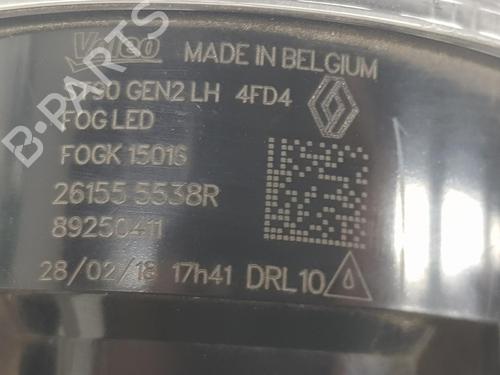 Valeo MADE IN BELGIUM
GEN2 LH 4FD4
FOG LED
FOGK 15016
26155 5538R
89250411
28/02/18 17h41 DRL10
B-PARTS